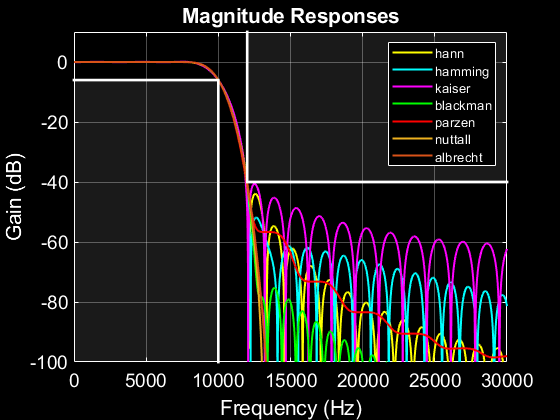 Magnitude Responses
hann
hamming
kaiser
blackman
parzen
nuttall
albrecht
Gain (dB)
0
-20
-40
-60
-80
-100
0 5000 10000 15000 20000 25000 30000
Frequency (Hz)